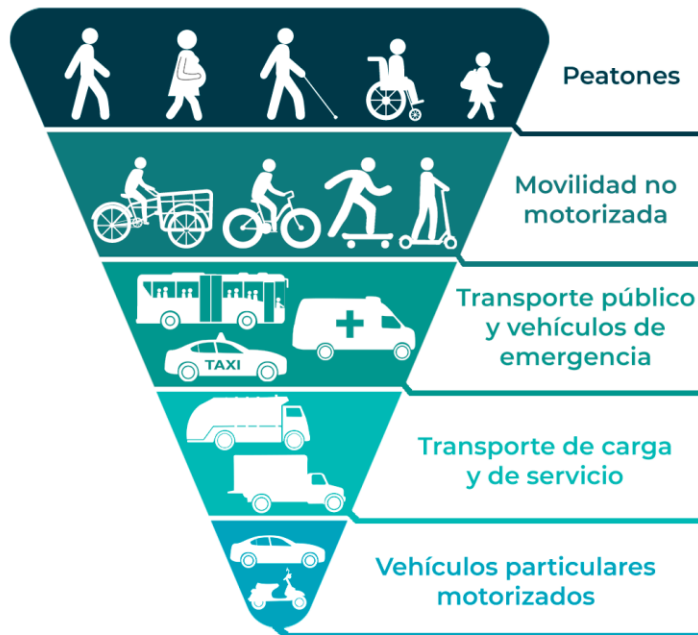 Peatones
Movilidad no
motorizada
Transporte público
y vehículos de
emergencia
TAXI
Transporte de carga
y de servicio
Vehículos particulares
motorizados